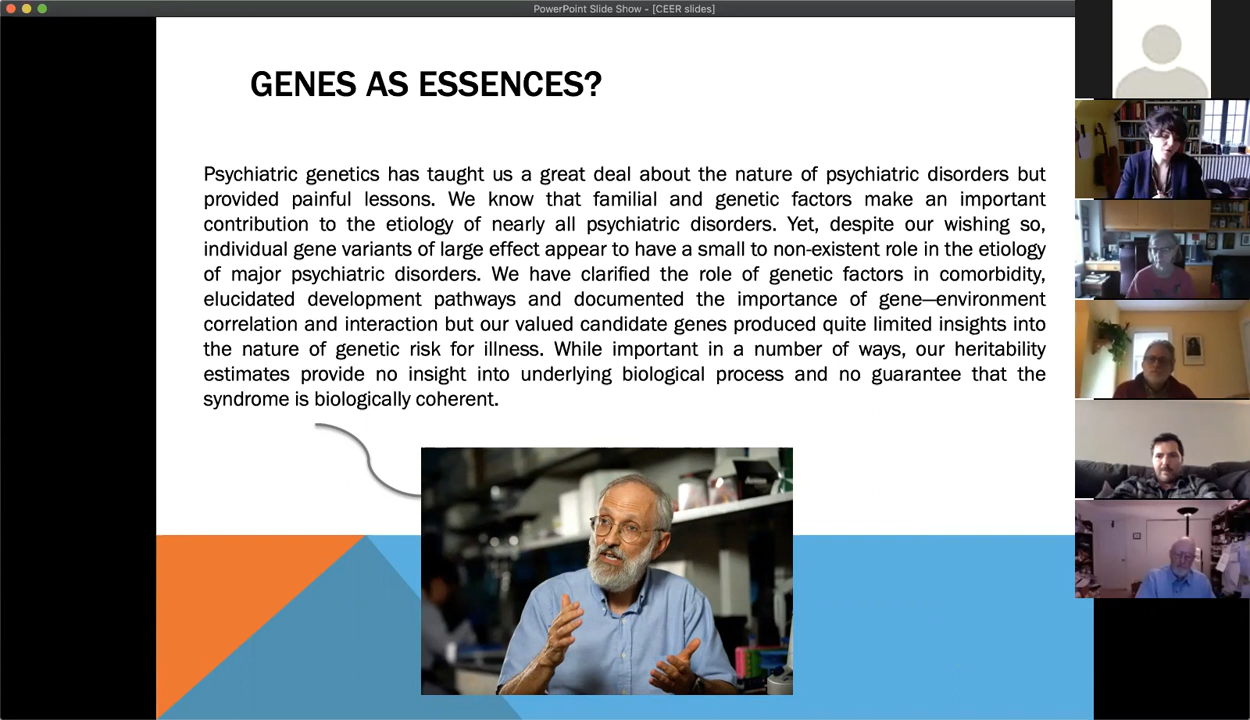 PowerPoint Slide Show - [CEER slides]
GENES AS ESSENCES?
Psychiatric genetics has taught us a great deal about the nature of psychiatric disorders but
provided painful lessons. We know that familial and genetic factors make an important
contribution to the etiology of nearly all psychiatric disorders. Yet, despite our wishing so,
individual gene variants of large effect appear to have a small to non-existent role in the etiology
of major psychiatric disorders. We have clarified the role of genetic factors in comorbidity,
elucidated development pathways and documented the importance of gene—environment
correlation and interaction but our valued candidate genes produced quite limited insights into
the nature of genetic risk for illness. While important in a number of ways, our heritability
estimates provide no insight into underlying biological process and no guarantee that the
syndrome is biologically coherent.